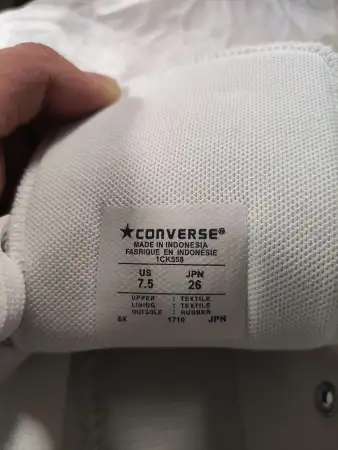 ★CONVERSE®
MADE IN INDONESIA
FABRIQUE EN INDONESIE
1CK558
US JPN
7.5 26
UPPER : TEXTILE
LINING : TEXTILE
OUTSOLE : RUBBER
6K 1710 JPN